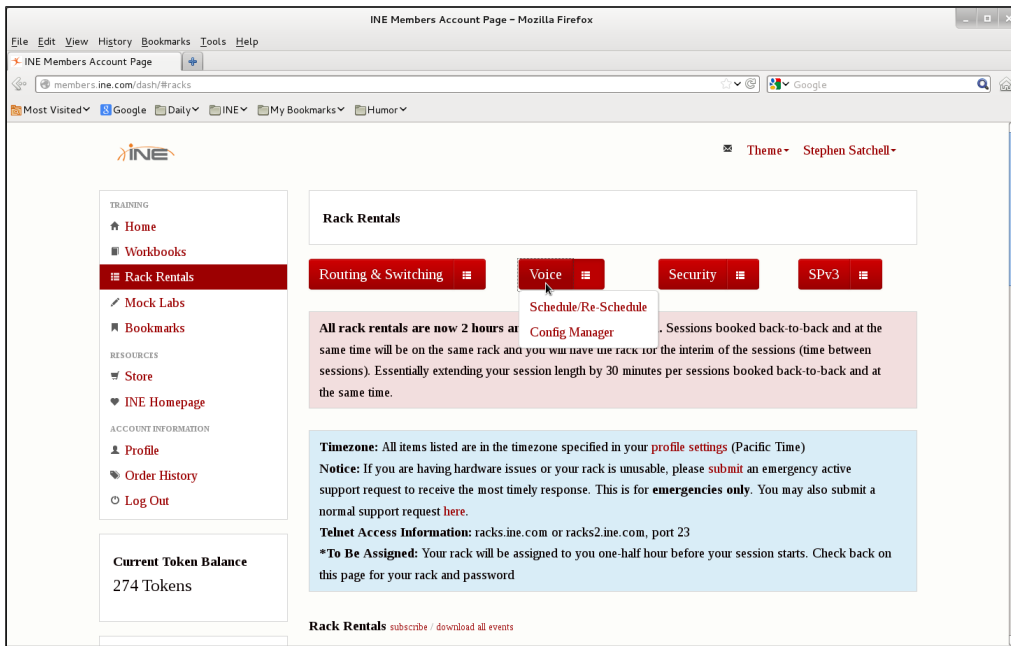 INE Members Account Page – Mozilla Firefox
File Edit View History Bookmarks Tools Help
INE Members Account Page
members.ine.com/dash/#racks
Google
Most Visited Google Daily INE My Bookmarks Humor
INE
Theme Stephen Satchell
TRAINING
Home
Workbooks
Rack Rentals
Mock Labs
Bookmarks
RESOURCES
Store
INE Homepage
ACCOUNT INFORMATION
Profile
Order History
Log Out
Current Token Balance
274 Tokens
Rack Rentals
Routing & Switching Voice Security SPv3
Schedule/Re-Schedule
Config Manager
All rack rentals are now 2 hours . Sessions booked back-to-back and at the
same time will be on the same rack and you will have the rack for the interim of the sessions (time between
sessions). Essentially extending your session length by 30 minutes per sessions booked back-to-back and at
the same time.
Timezone: All items listed are in the timezone specified in your profile settings (Pacific Time)
Notice: If you are having hardware issues or your rack is unusable, please submit an emergency active
support request to receive the most timely response. This is for emergencies only. You may also submit a
normal support request here.
Telnet Access Information: racks.ine.com or racks2.ine.com, port 23
*To Be Assigned: Your rack will be assigned to you one-half hour before your session starts. Check back on
this page for your rack and password
Rack Rentals subscribe / download all events